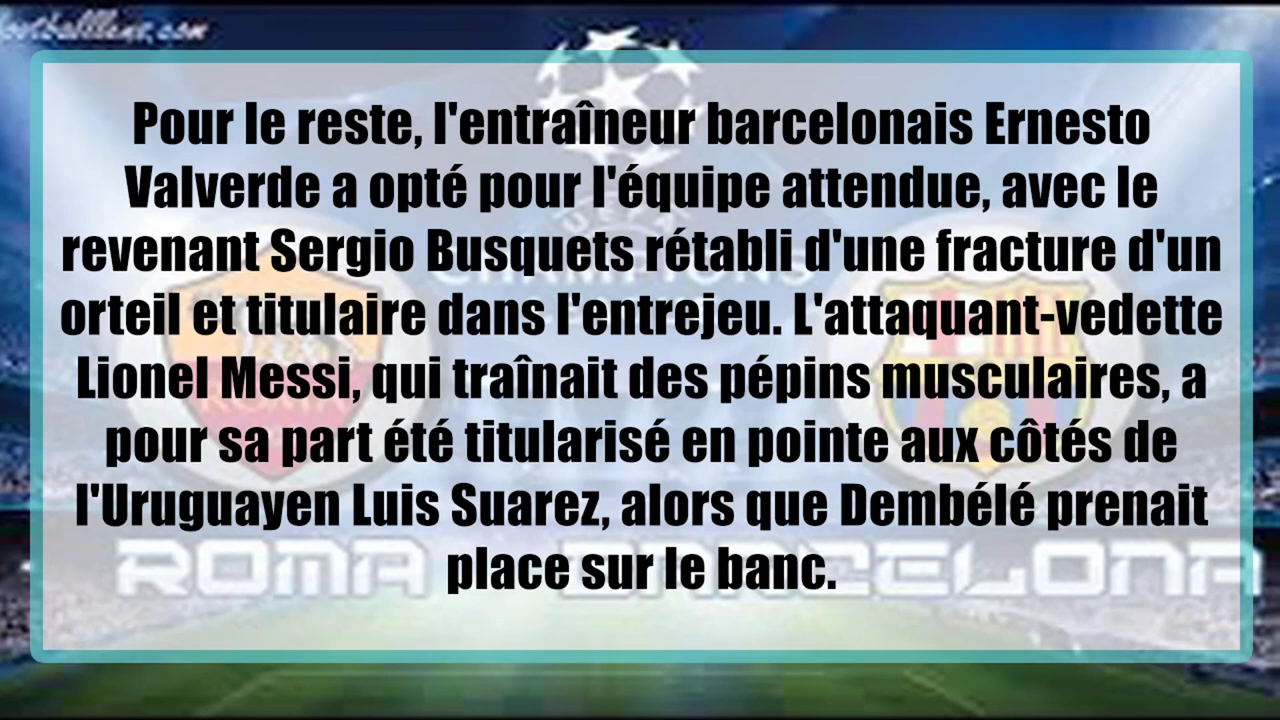 Pour le reste, l'entraîneur barcelonais Ernesto
Valverde a opté pour l'équipe attendue, avec le
revenant Sergio Busquets rétabli d'une fracture d'un
orteil et titulaire dans l'entrejeu. L'attaquant-vedette
Lionel Messi, qui traînait des pépins musculaires, a
pour sa part été titularisé en pointe aux côtés de
l'Uruguayen Luis Suarez, alors que Dembélé prenait
place sur le banc.
ROMA BARCELONA